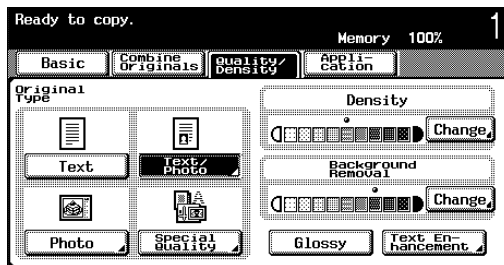 Ready to copy.
1
Memory 100%
Basic
Combine
Originals
Quality/
Density
Appli-
cation
Original
Type
Text
Text/
Photo
Photo
Special
Quality
Density
Change
Background
Removal
Change
Glossy
Text En-
hancement